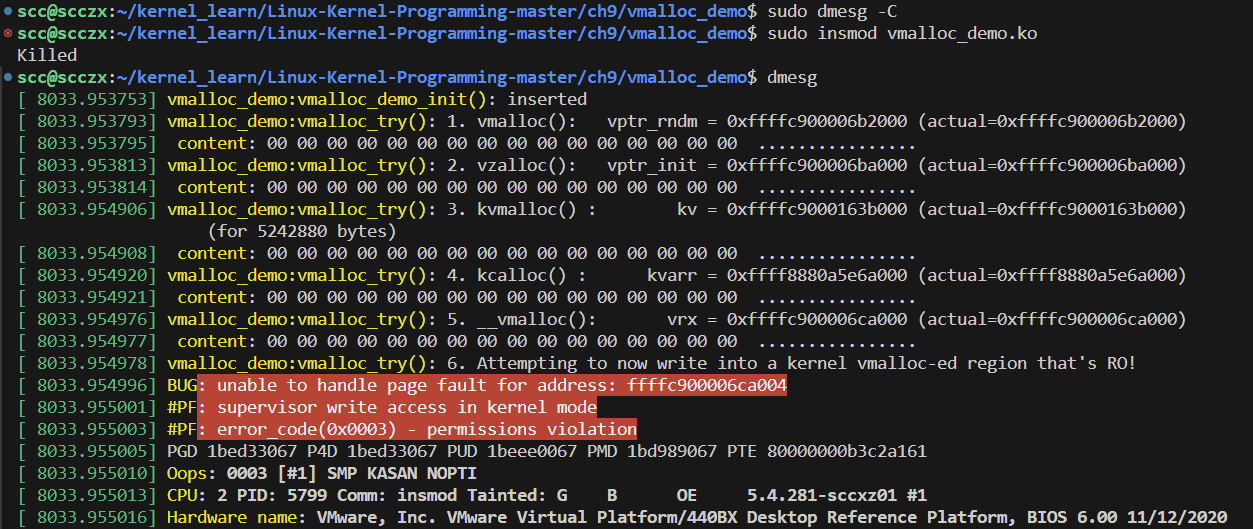 scc@scczx:~/kernel_learn/Linux-Kernel-Programming-master/ch9/vmalloc_demo$ sudo dmesg -C
scc@scczx:~/kernel_learn/Linux-Kernel-Programming-master/ch9/vmalloc_demo$ sudo insmod vmalloc_demo.ko
Killed
scc@scczx:~/kernel_learn/Linux-Kernel-Programming-master/ch9/vmalloc_demo$ dmesg
[ 8033.953753] vmalloc_demo:vmalloc_demo_init(): inserted
[ 8033.953793] vmalloc_demo:vmalloc_try(): 1. vmalloc():   vptr_rndm = 0xffffc900006b2000 (actual=0xffffc900006b2000)
[ 8033.953795]  content: 00 00 00 00 00 00 00 00 00 00 00 00 00 00 00 00  ................
[ 8033.953813] vmalloc_demo:vmalloc_try(): 2. vzalloc():   vptr_init = 0xffffc900006ba000 (actual=0xffffc900006ba000)
[ 8033.953814]  content: 00 00 00 00 00 00 00 00 00 00 00 00 00 00 00 00  ................
[ 8033.954906] vmalloc_demo:vmalloc_try(): 3. kvmalloc() :        kv = 0xffffc9000163b000 (actual=0xffffc9000163b000)
(for 5242880 bytes)
[ 8033.954908]  content: 00 00 00 00 00 00 00 00 00 00 00 00 00 00 00 00  ................
[ 8033.954920] vmalloc_demo:vmalloc_try(): 4. kcalloc() :      kvarr = 0xffff8880a5e6a000 (actual=0xffff8880a5e6a000)
[ 8033.954921]  content: 00 00 00 00 00 00 00 00 00 00 00 00 00 00 00 00  ................
[ 8033.954976] vmalloc_demo:vmalloc_try(): 5. __vmalloc():       vrx = 0xffffc900006ca000 (actual=0xffffc900006ca000)
[ 8033.954977]  content: 00 00 00 00 00 00 00 00 00 00 00 00 00 00 00 00  ................
[ 8033.954978] vmalloc_demo:vmalloc_try(): 6. Attempting to now write into a kernel vmalloc-ed region that's RO!
[ 8033.954996] BUG: unable to handle page fault for address: ffffc900006ca004
[ 8033.955001] #PF: supervisor write access in kernel mode
[ 8033.955003] #PF: error_code(0x0003) - permissions violation
[ 8033.955005] PGD 1bed33067 P4D 1bed33067 PUD 1beee0067 PMD 1bd989067 PTE 80000000b3c2a161
[ 8033.955010] Oops: 0003 [#1] SMP KASAN NOPTI
[ 8033.955013] CPU: 2 PID: 5799 Comm: insmod Tainted: G    B      OE     5.4.281-sccxz01 #1
[ 8033.955016] Hardware name: VMware, Inc. VMware Virtual Platform/440BX Desktop Reference Platform, BIOS 6.00 11/12/2020